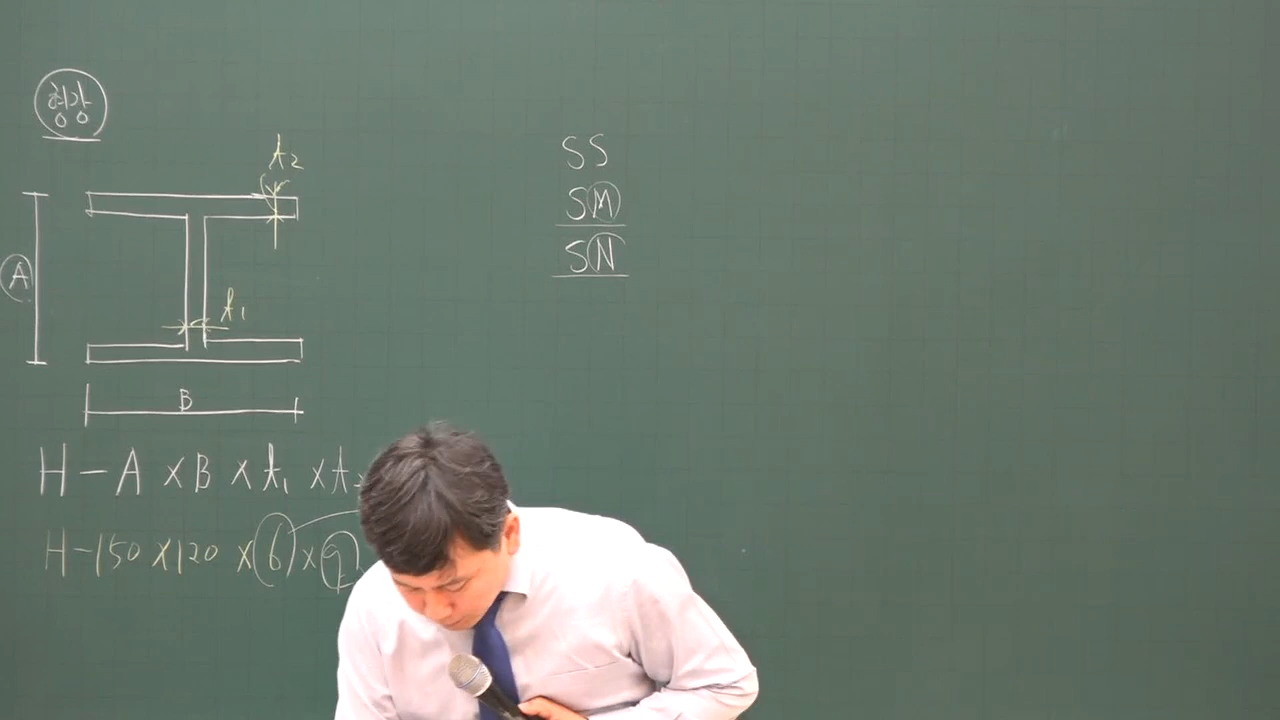 형강
t2
A
t1
B
H-A×B×t1×t2
H-150×120×6×9
SS
SM
SN